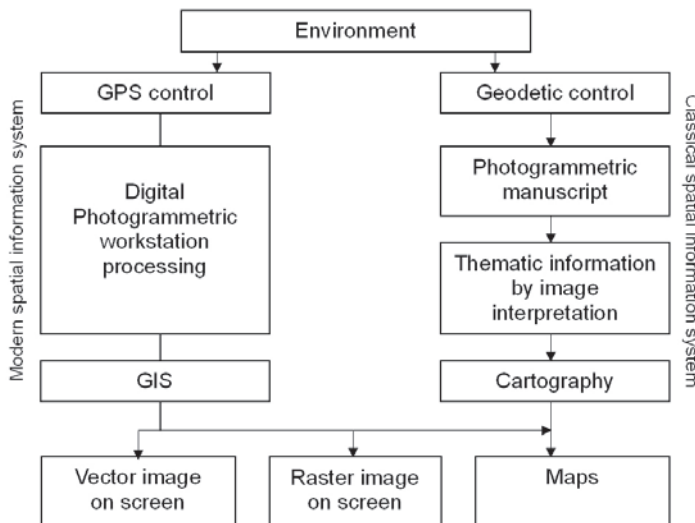 Environment
GPS control
Geodetic control
Modern spatial information system
Digital
Photogrammetric
workstation
processing
Photogrammetric
manuscript
Thematic information
by image
interpretation
Classical spatial information system
GIS
Cartography
Vector image
on screen
Raster image
on screen
Maps